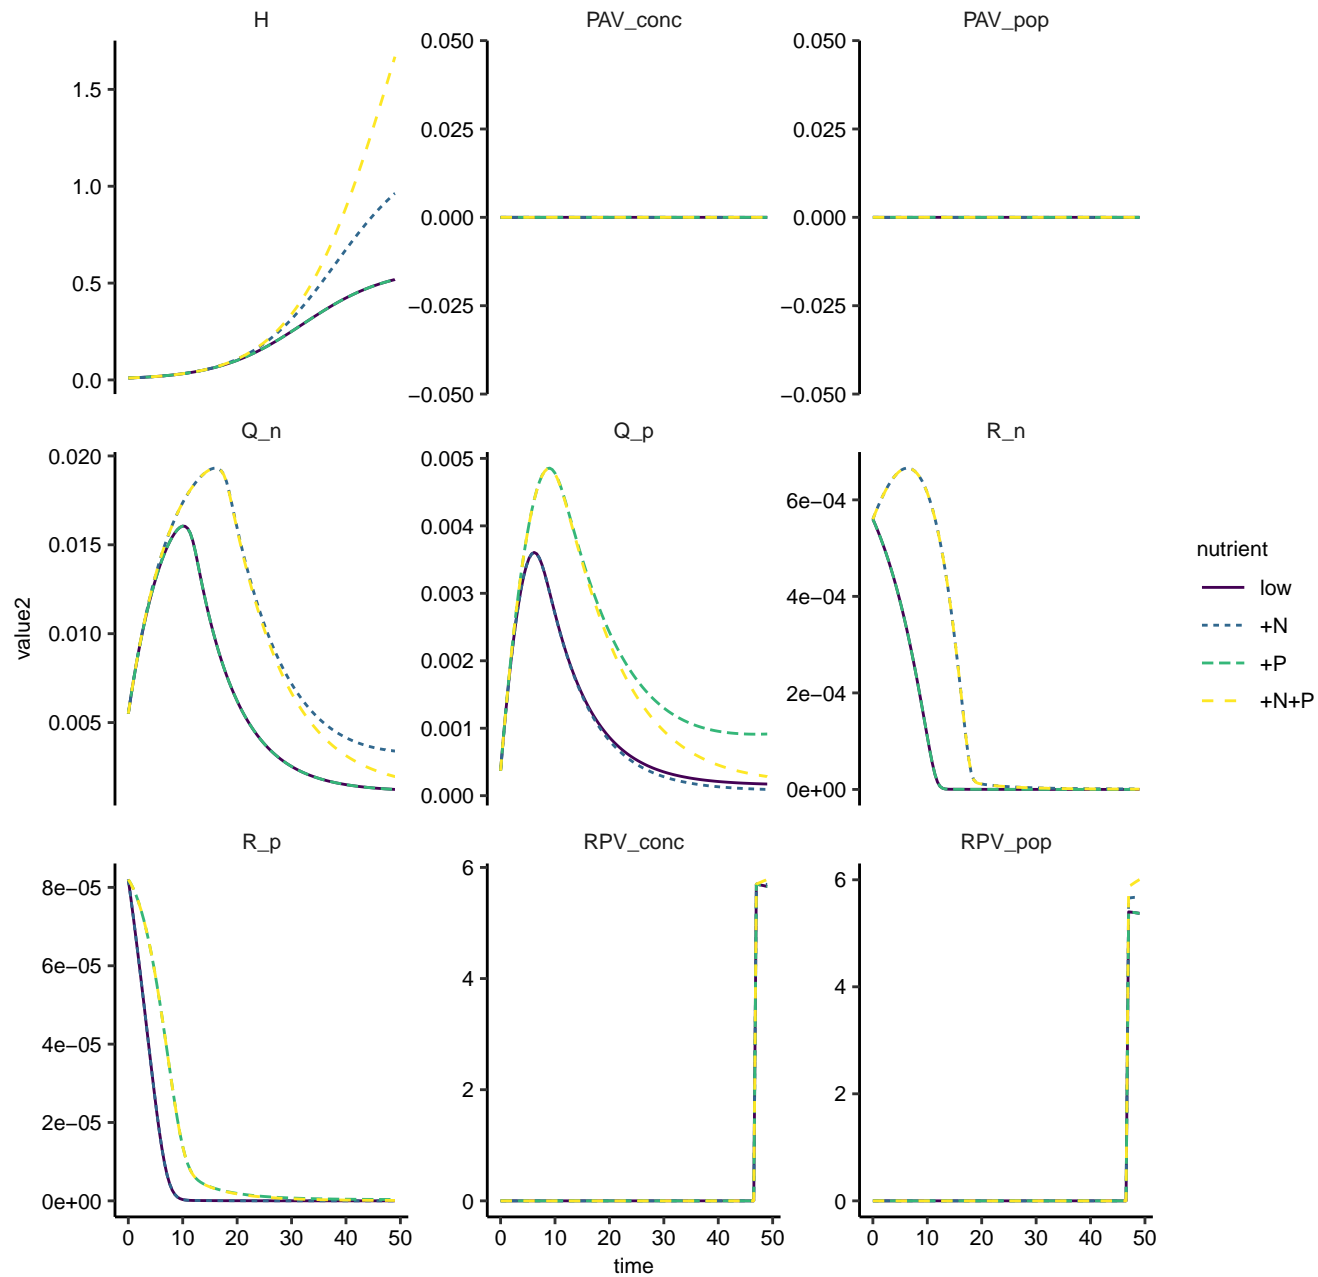 H
PAV_conc
PAV_pop
1.5
1.0
0.5
0.0
0.050
0.025
0.000
−0.025
−0.050
0.050
0.025
0.000
−0.025
−0.050
Q_n
Q_p
R_n
0.020
0.015
0.010
0.005
0.005
0.004
0.003
0.002
0.001
0.000
6e−04
4e−04
2e−04
0e+00
value2
nutrient
low
+N
+P
+N+P
R_p
RPV_conc
RPV_pop
8e−05
6e−05
4e−05
2e−05
0e+00
6
4
2
0
6
4
2
0
0 10 20 30 40 50
0 10 20 30 40 50
0 10 20 30 40 50
time